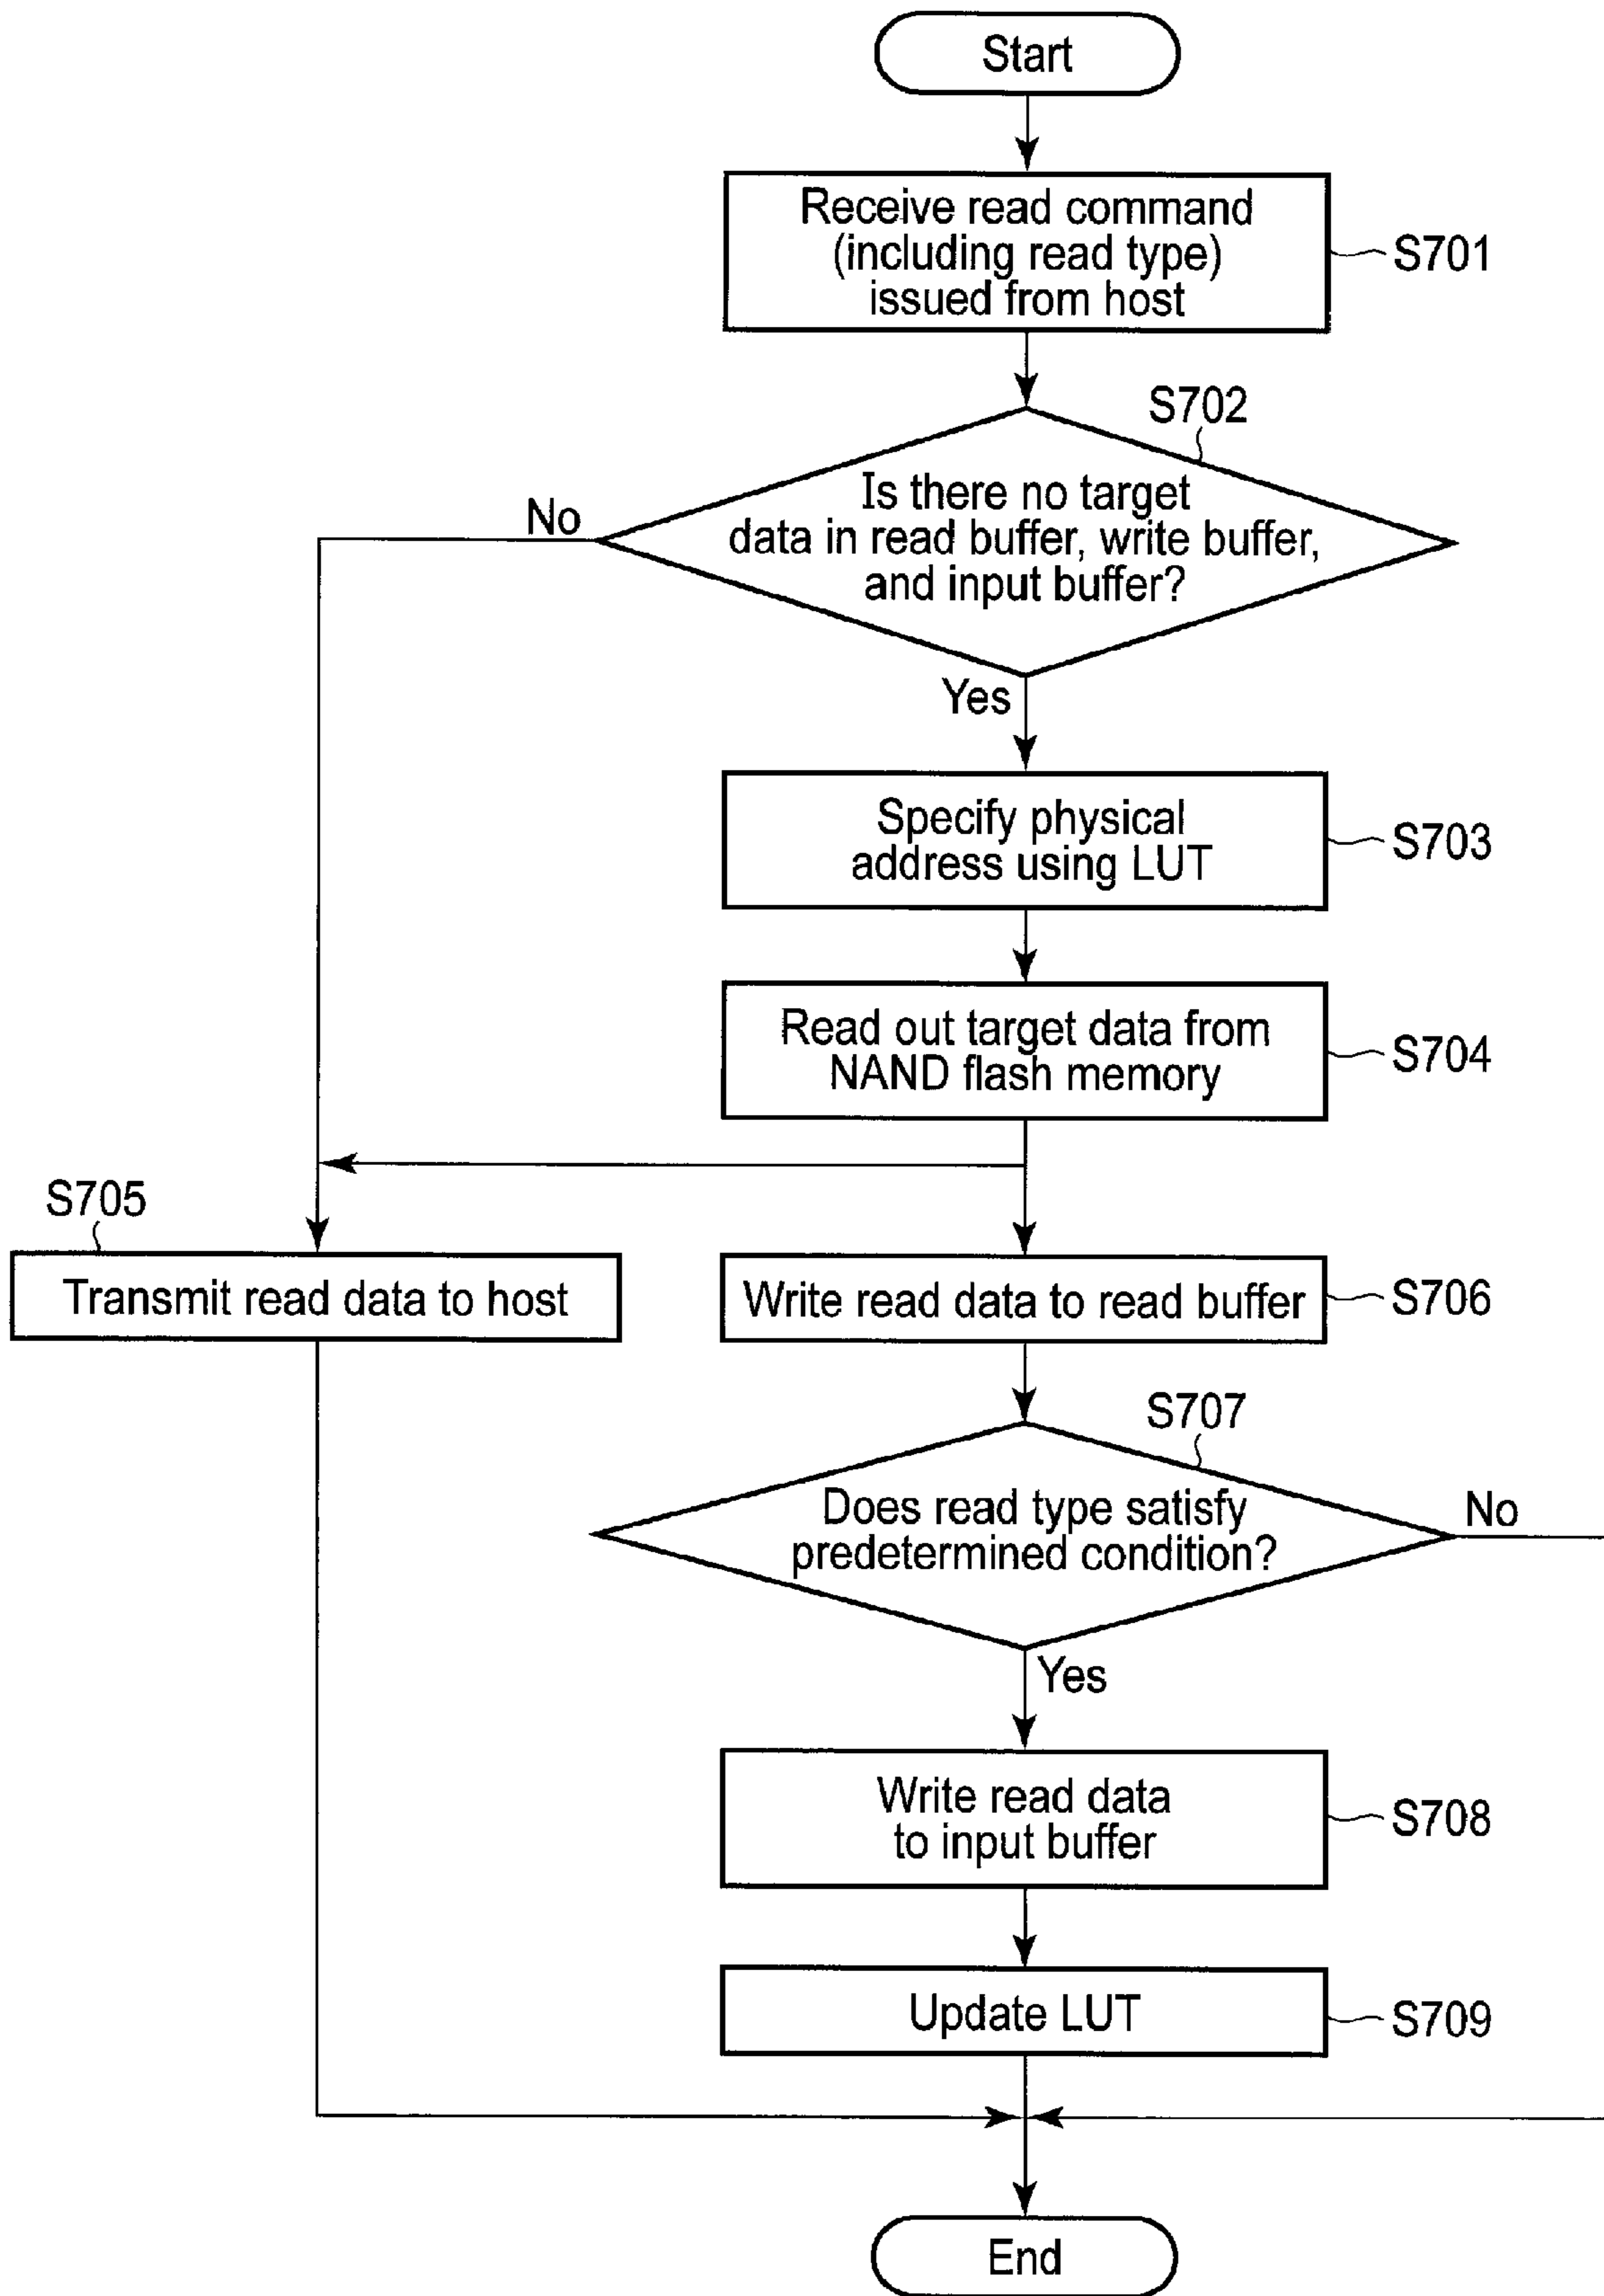 Start
Receive read command
(including read type)
issued from host
S701
S702
Is there no target
data in read buffer, write buffer,
and input buffer?
No
Yes
Specify physical
address using LUT
S703
Read out target data from
NAND flash memory
S704
S705
Transmit read data to host
Write read data to read buffer
S706
S707
Does read type satisfy
predetermined condition?
No
Yes
Write read data
to input buffer
S708
Update LUT
S709
End